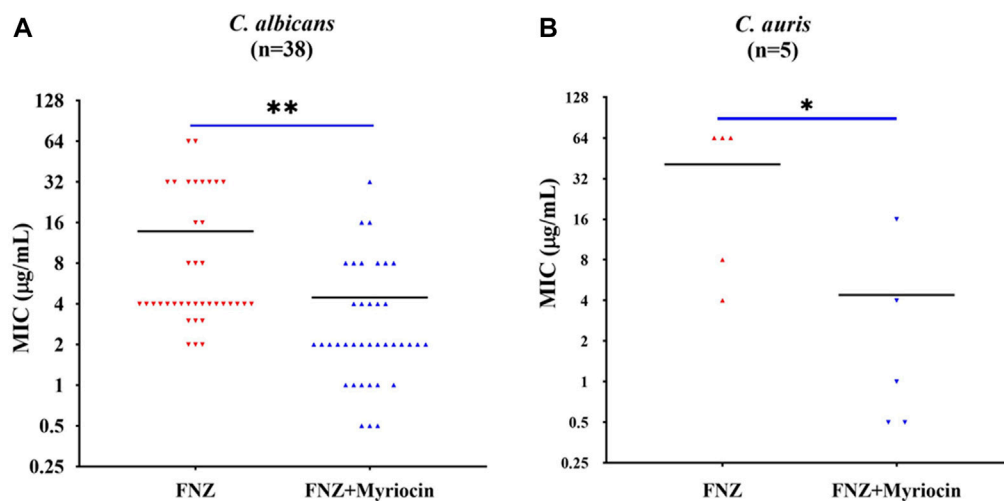 A
C. albicans
(n=38)
**
128
64
32
16
8
4
2
1
0.5
0.25
MIC (µg/mL)
FNZ
FNZ+Myriocin
B
C. auris
(n=5)
*
128
64
32
16
8
4
2
1
0.5
0.25
MIC (µg/mL)
FNZ
FNZ+Myriocin